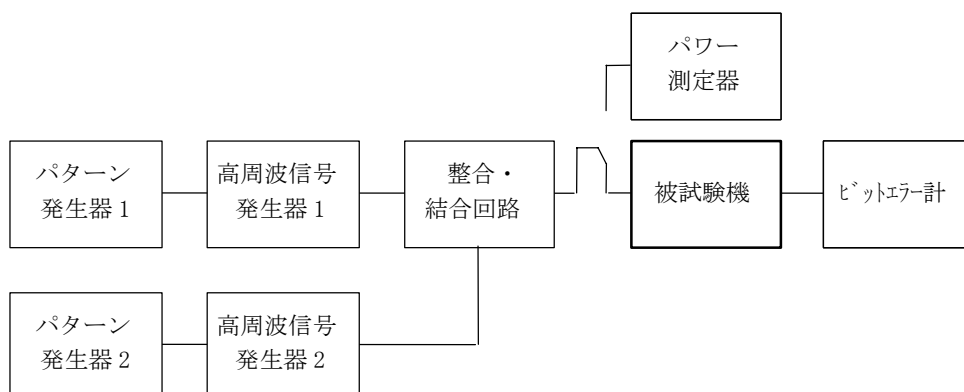 パワー
測定器
パターン
発生器1
高周波信号
発生器1
整合・
結合回路
被試験機
ビットエラー計
パターン
発生器2
高周波信号
発生器2